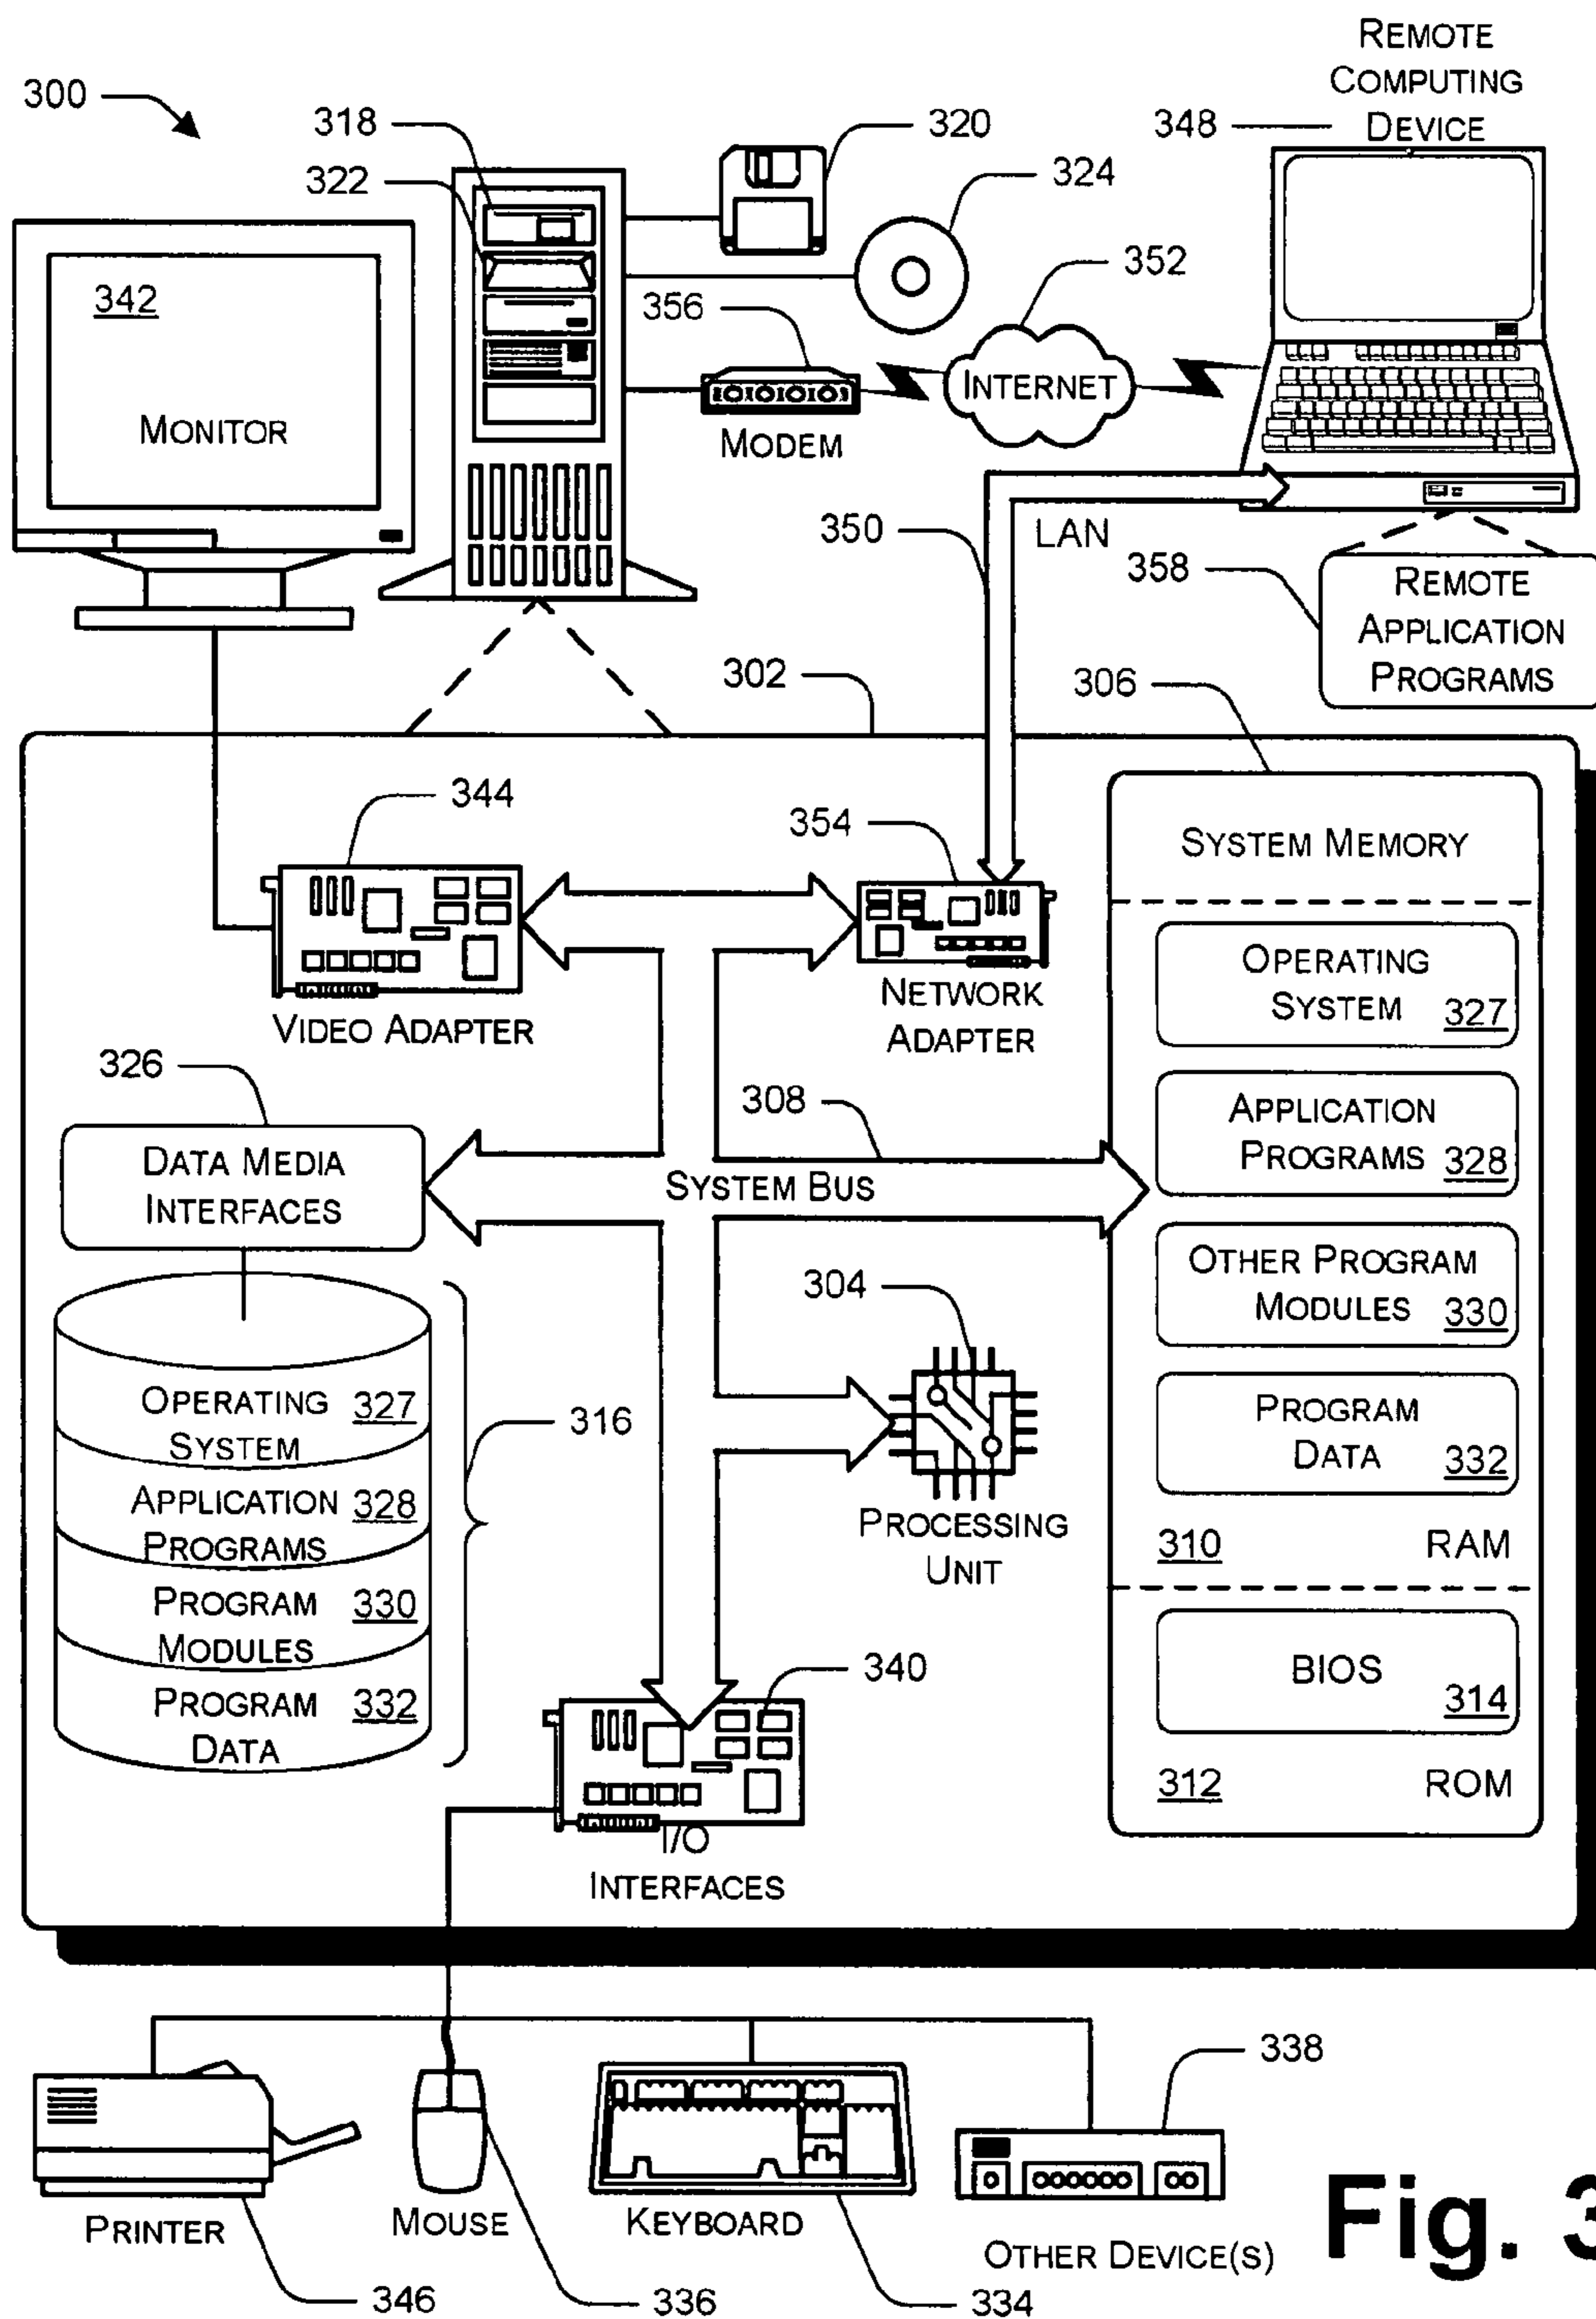 REMOTE
COMPUTING
DEVICE
300
318
320
348
322
324
352
342
356
INTERNET
MONITOR
MODEM
350
LAN
358
REMOTE
APPLICATION
PROGRAMS
302
306
344
354
SYSTEM MEMORY
OPERATING
SYSTEM 327
NETWORK
ADAPTER
VIDEO ADAPTER
326
308
APPLICATION
PROGRAMS 328
DATA MEDIA
INTERFACES
SYSTEM BUS
OTHER PROGRAM
MODULES 330
304
OPERATING 327
SYSTEM
316
PROGRAM
DATA 332
APPLICATION 328
PROGRAMS
PROCESSING
UNIT
310 RAM
PROGRAM 330
MODULES
340
BIOS
314
PROGRAM 332
DATA
312 ROM
I/O
INTERFACES
338
PRINTER
MOUSE
KEYBOARD
OTHER DEVICE(S)
Fig. 3
346
336
334